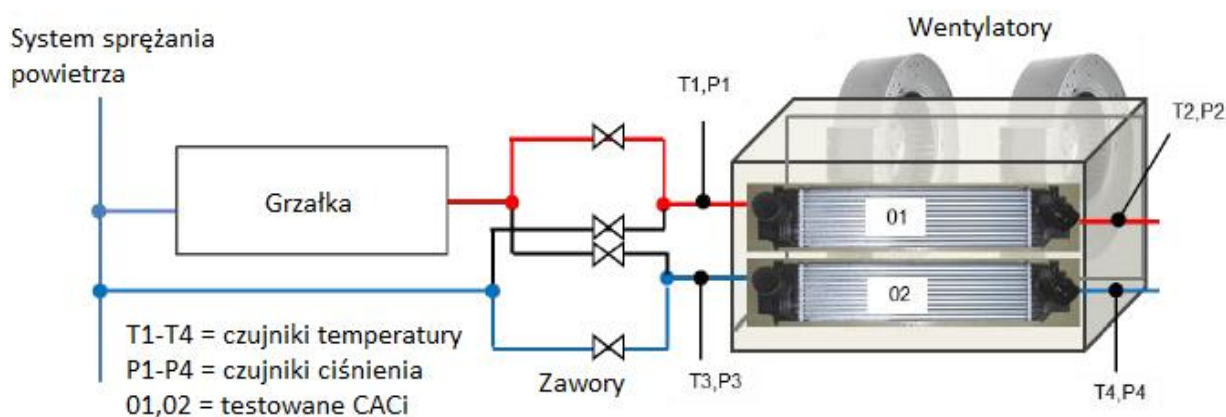 System sprężania
powietrza
Wentylatory
T1,P1
T2,P2
Grzałka
01
02
T1-T4 = czujniki temperatury
P1-P4 = czujniki ciśnienia
01,02 = testowane CACi
Zawory
T3,P3
T4,P4